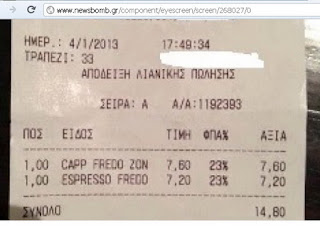 www.newsbomb.gr/component/eyescreen/screen/268027/0
ΗΜΕΡ.: 4/1/2013 17:49:34
ΤΡΑΠΕΖΙ: 33
ΑΠΟΔΕΙΞΗ ΛΙΑΝΙΚΗΣ ΠΩΛΗΣΗΣ
ΣΕΙΡΑ: Α Α/Α:1192393
ΠΟΣ ΕΙΔΟΣ ΤΙΜΗ ΦΠΑ% ΑΞΙΑ
1,00 CAPP FREDO ZON 7,60 23% 7,60
1,00 ESPRESSO FREDO 7,20 23% 7,20
ΣΥΝΟΛΟ 14,80